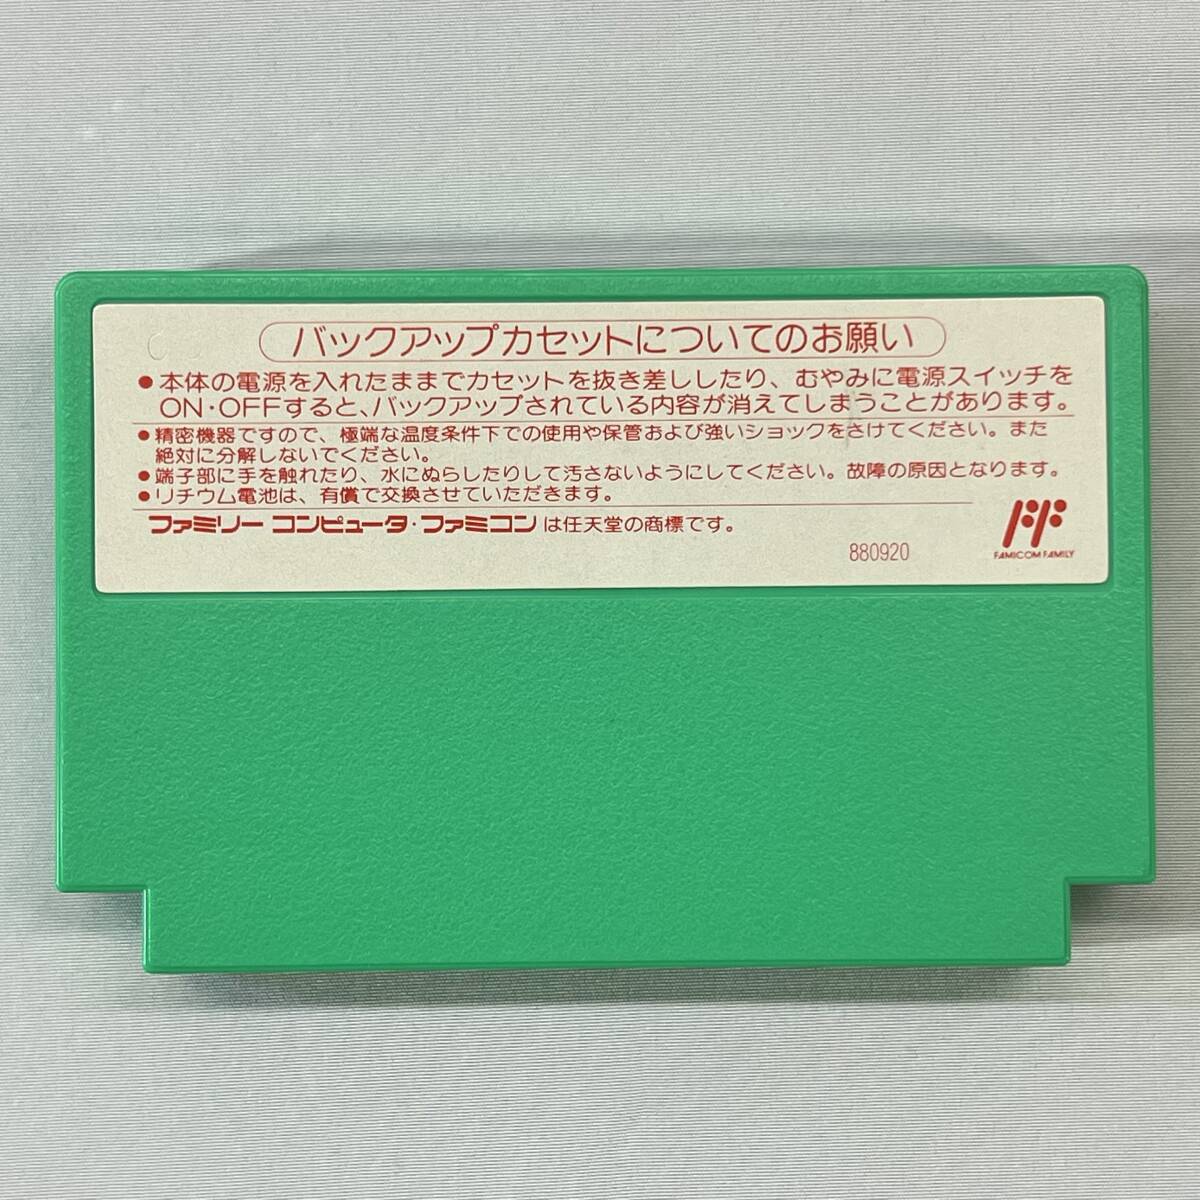 バックアップカセットについてのお願い
●本体の電源を入れたままでカセットを抜き差ししたり、むやみに電源スイッチを
ON・OFFすると、バックアップされている内容が消えてしまうことがあります。
●精密機器ですので、極端な温度条件下での使用や保管および強いショックをさけてください。また
絶対に分解しないでください。
●端子部に手を触れたり、水にぬらしたりして汚さないようにしてください。故障の原因となります。
●リチウム電池は、有償で交換させていただきます。
ファミリー コンピュータ・ファミコンは任天堂の商標です。
880920
FF
FAMICOM FAMILY